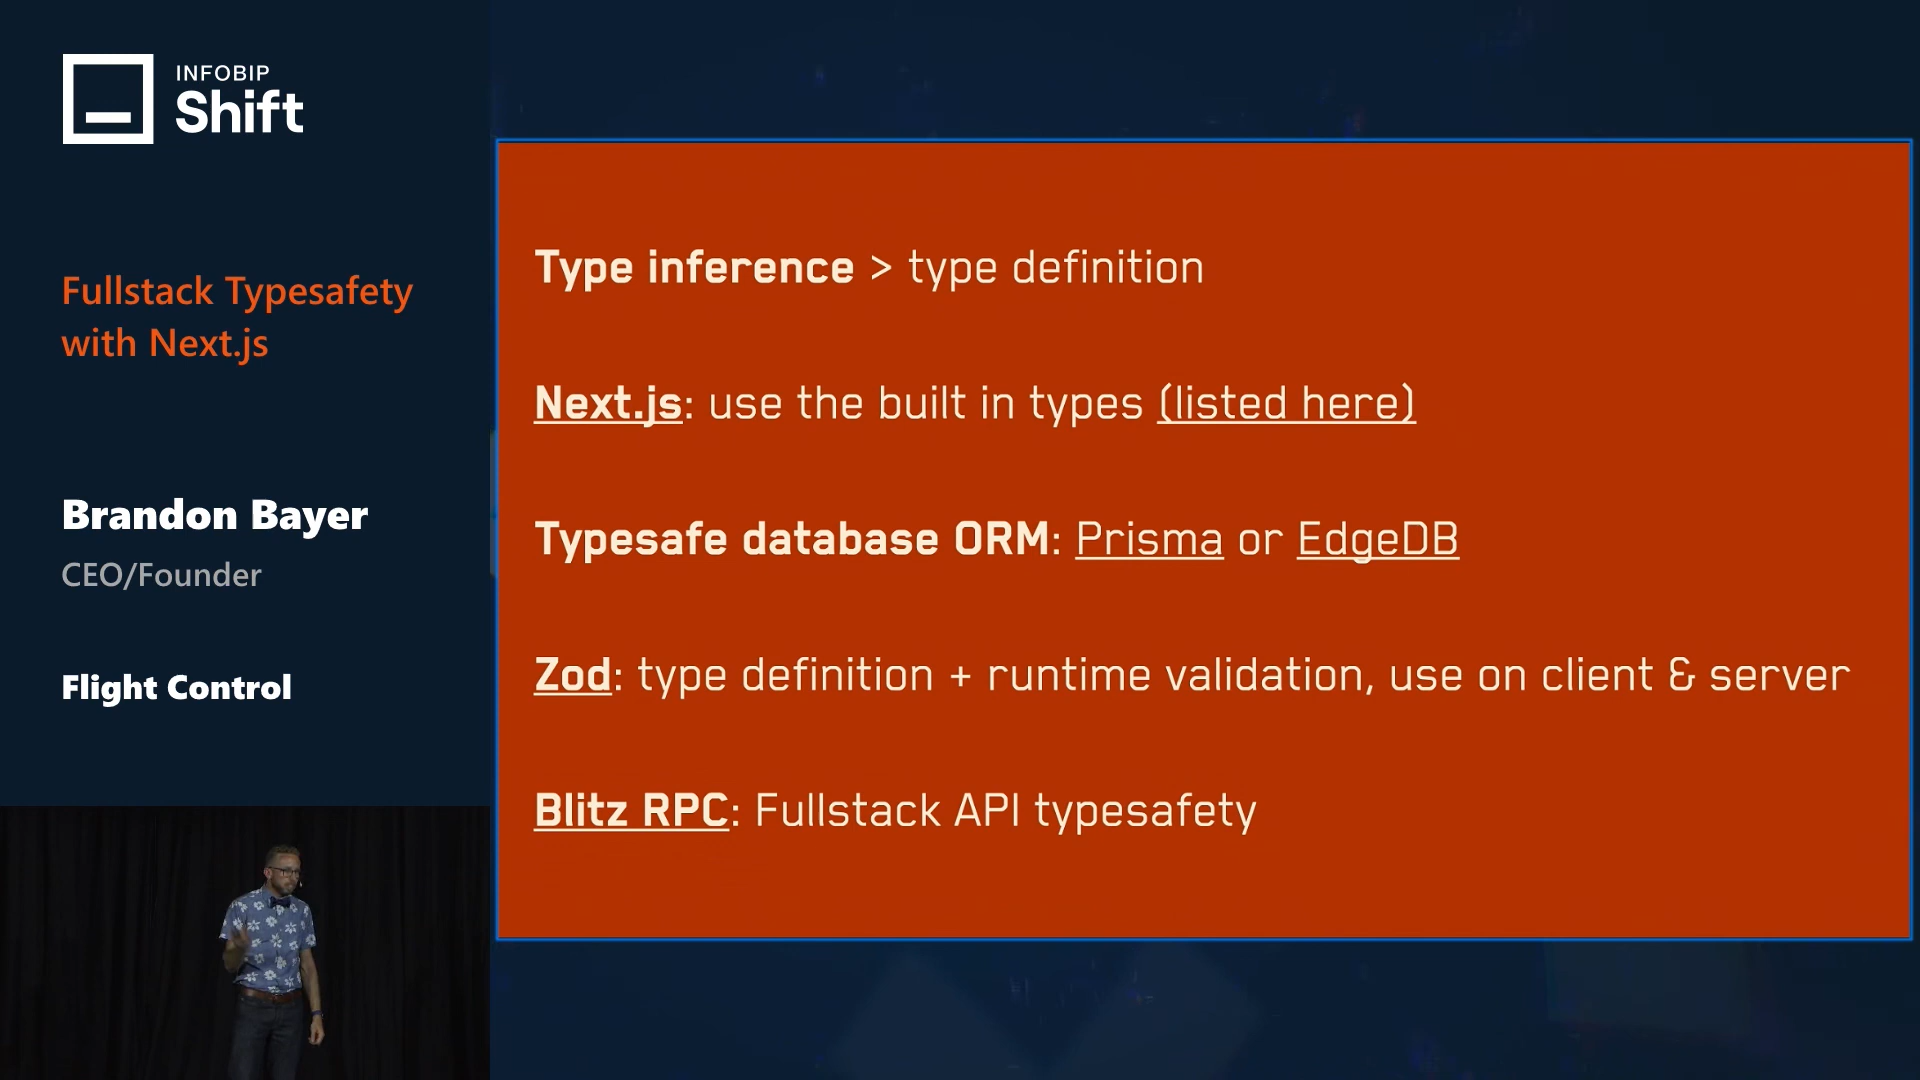 INFOBIP
Shift
Fullstack Typesafety
with Next.js
Brandon Bayer
CEO/Founder
Flight Control
Type inference > type definition
Next.js: use the built in types (listed here)
Typesafe database ORM: Prisma or EdgeDB
Zod: type definition + runtime validation, use on client & server
Blitz RPC: Fullstack API typesafety